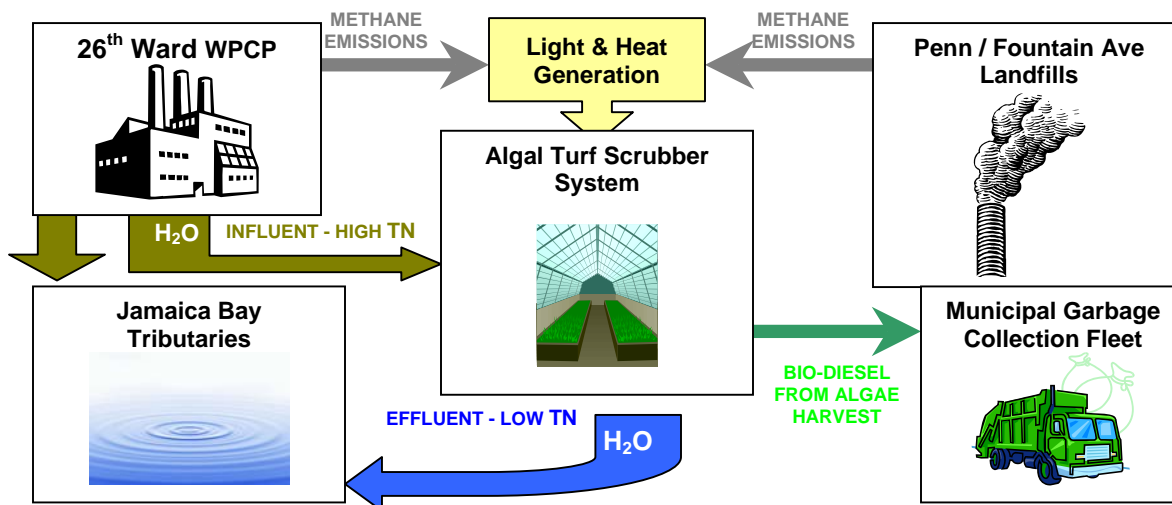 26th Ward WPCP
METHANE
EMISSIONS
Light & Heat
Generation
METHANE
EMISSIONS
Penn / Fountain Ave
Landfills
Algal Turf Scrubber
System
H₂O
INFLUENT - HIGH TN
Jamaica Bay
Tributaries
Municipal Garbage
Collection Fleet
BIO-DIESEL
FROM ALGAE
HARVEST
EFFLUENT - LOW TN
H₂O